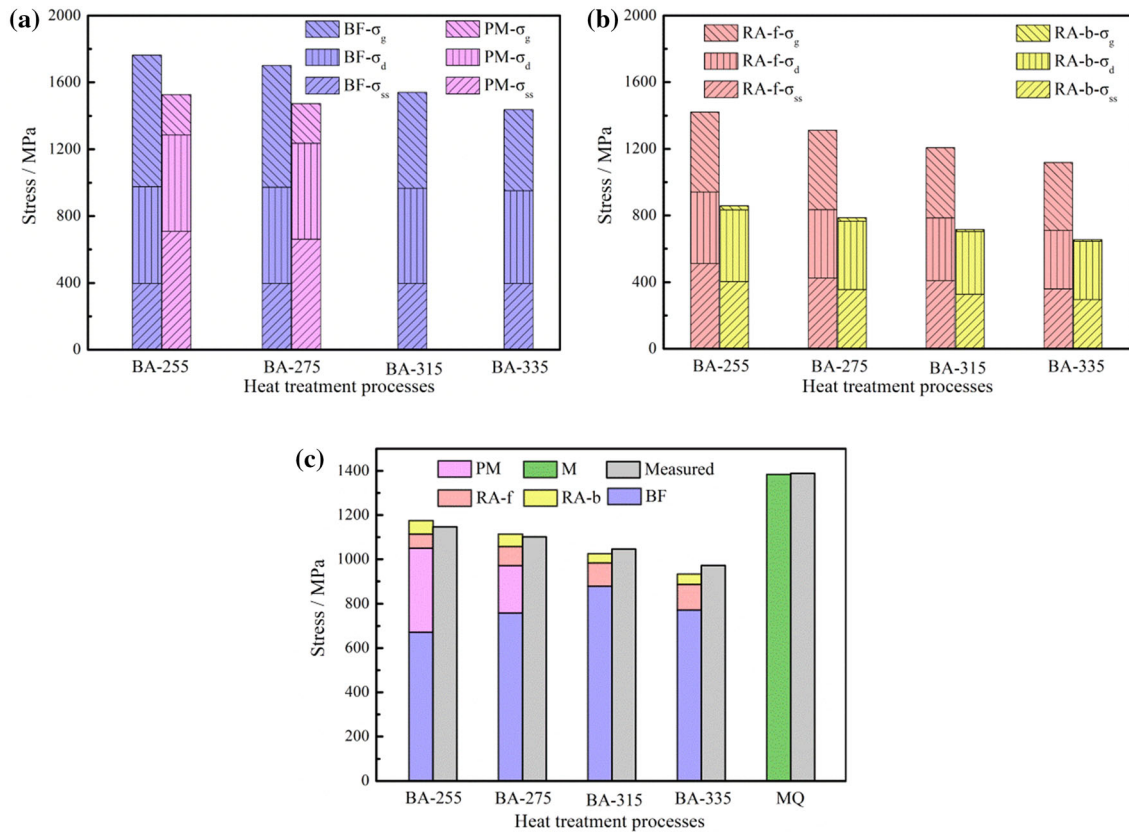 (a)
2000
1600
1200
800
400
0
Stress / MPa
BF-σg PM-σg
BF-σd PM-σd
BF-σss PM-σss
BA-255 BA-275 BA-315 BA-335
Heat treatment processes
(b)
2000
1600
1200
800
400
0
Stress / MPa
RA-f-σg RA-b-σg
RA-f-σd RA-b-σd
RA-f-σss RA-b-σss
BA-255 BA-275 BA-315 BA-335
Heat treatment processes
(c)
1400
1200
1000
800
600
400
200
0
Stress / MPa
PM M Measured
RA-f RA-b BF
BA-255 BA-275 BA-315 BA-335 MQ
Heat treatment processes